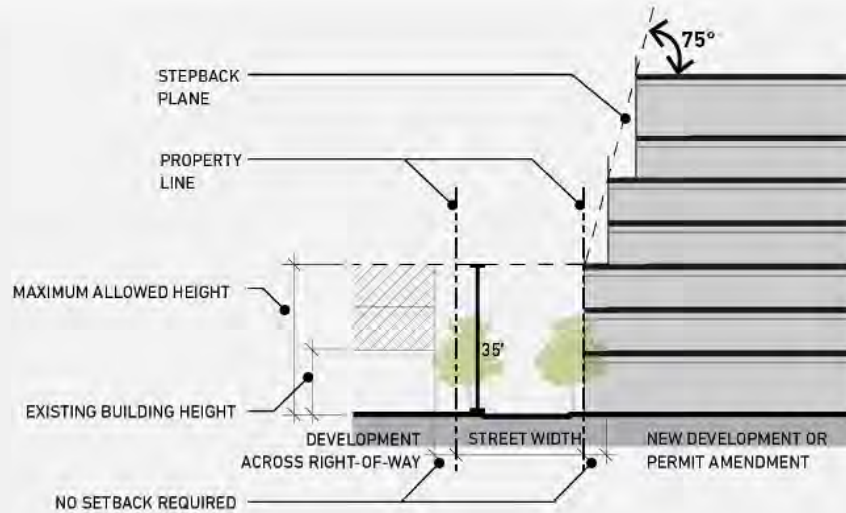 75°
STEPBACK
PLANE
PROPERTY
LINE
MAXIMUM ALLOWED HEIGHT
35'
EXISTING BUILDING HEIGHT
DEVELOPMENT
ACROSS RIGHT-OF-WAY
STREET WIDTH
NEW DEVELOPMENT OR
PERMIT AMENDMENT
NO SETBACK REQUIRED